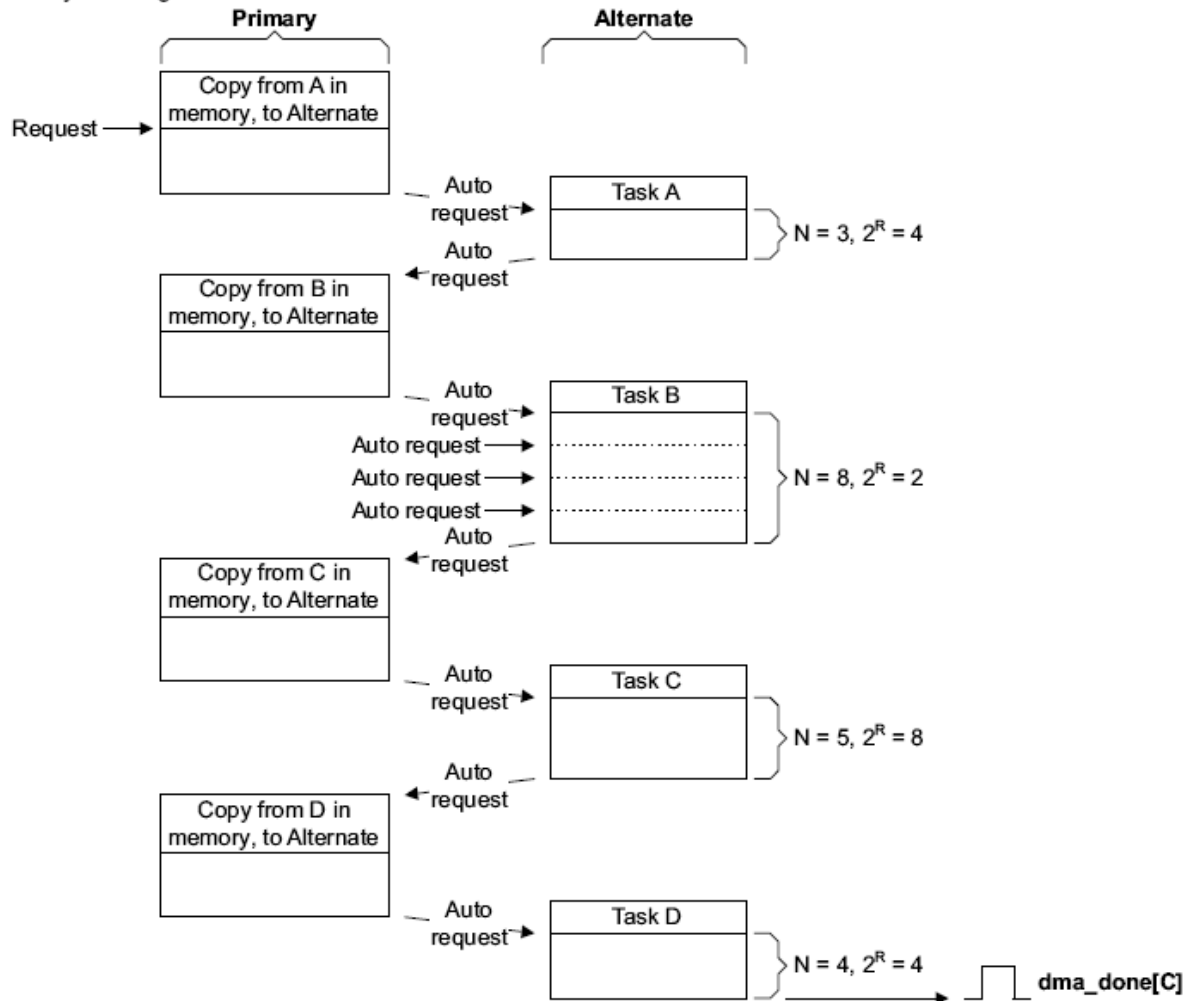 Primary
Alternate
Copy from A in
memory, to Alternate
Request
Auto
request
Task A
N = 3, 2^R = 4
Auto
request
Copy from B in
memory, to Alternate
Auto
request
Task B
Auto request
Auto request
Auto request
N = 8, 2^R = 2
Auto
request
Copy from C in
memory, to Alternate
Auto
request
Task C
N = 5, 2^R = 8
Auto
request
Copy from D in
memory, to Alternate
Auto
request
Task D
N = 4, 2^R = 4
dma_done[C]